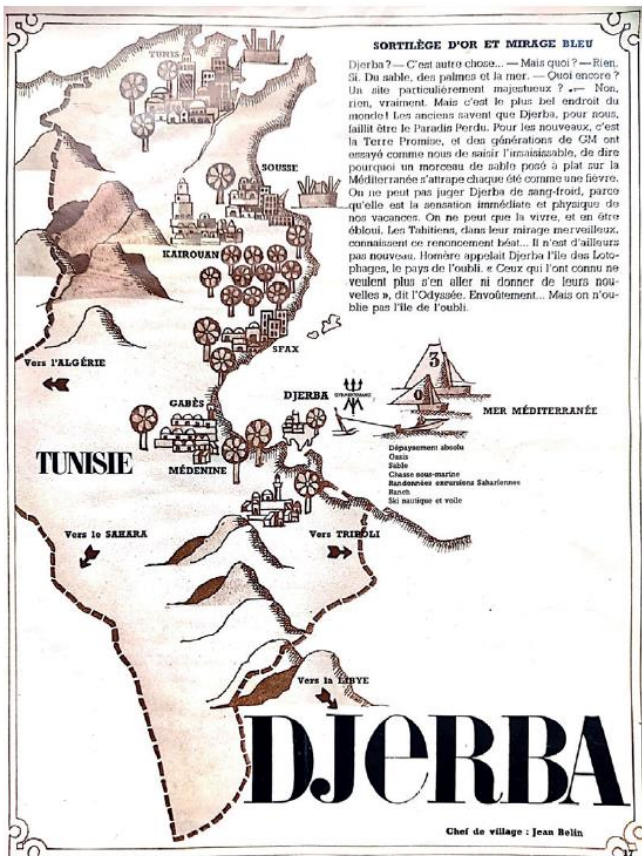 SORTILÈGE D'OR ET MIRAGE BLEU
Djerba ? — C'est autre chose... — Mais quoi ? — Rien.
Si. Du sable, des palmes et la mer. — Quoi encore ?
Un site particulièrement majestueux ? — Non,
rien, vraiment. Mais c'est le plus bel endroit du
monde ! Les anciens savent que Djerba, pour nous,
faillit être le Paradis Perdu. Pour les nouveaux, c'est
la Terre Promise, et des générations de GM ont
essayé comme nous de saisir l'insaisissable, de dire
pourquoi un morceau de sable posé à plat sur la
Méditerranée s'attrape chaque été comme une fièvre.
On ne peut pas juger Djerba de sang-froid, parce
qu'elle est la sensation immédiate et physique de
nos vacances. On ne peut que la vivre, et en être
ébloui. Les Tahitiens, dans leur mirage merveilleux,
connaissent ce renoncement béat... Il n'est d'ailleurs
pas nouveau. Homère appelait Djerba l'île des Loto-
phages, le pays de l'oubli. « Ceux qui l'ont connu ne
veulent plus s'en aller ni donner de leurs nou-
velles », dit l'Odyssée. Envoûtement... Mais on n'ou-
blie pas l'île de l'oubli.
TUNIS
SOUSSE
KAIROUAN
SFAX
Vers l'ALGÉRIE
GABÈS
DJERBA
3
0
MER MÉDITERRANÉE
TUNISIE
MÉDENINE
Dépaysement absolu
Oasis
Sable
Chasse sous-marine
Randonnées excursions Sahariennes
Ranch
Ski nautique et voile
Vers le SAHARA
Vers TRIPOLI
Vers la LIBYE
DJeRBA
Chef de village : Jean Belin
17